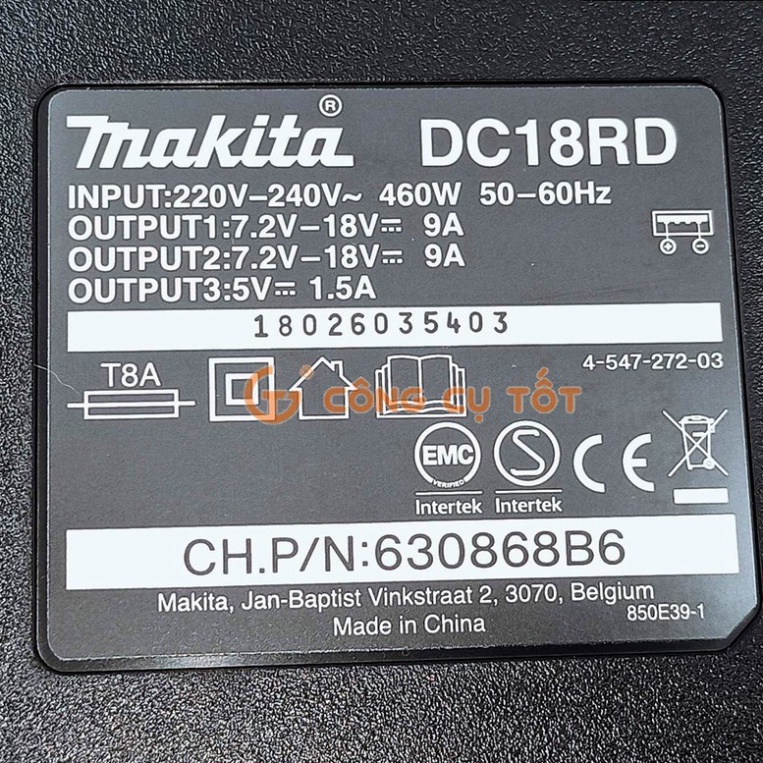 makita® DC18RD
INPUT:220V–240V~ 460W 50–60Hz
OUTPUT1:7.2V–18V⎓ 9A
OUTPUT2:7.2V–18V⎓ 9A
OUTPUT3:5V⎓ 1.5A
18026035403
T8A
4-547-272-03
CÔNG CỤ TỐT
EMC
VERIFIED
S
CE
Intertek Intertek
CH.P/N:630868B6
Makita, Jan-Baptist Vinkstraat 2, 3070, Belgium
850E39-1
Made in China